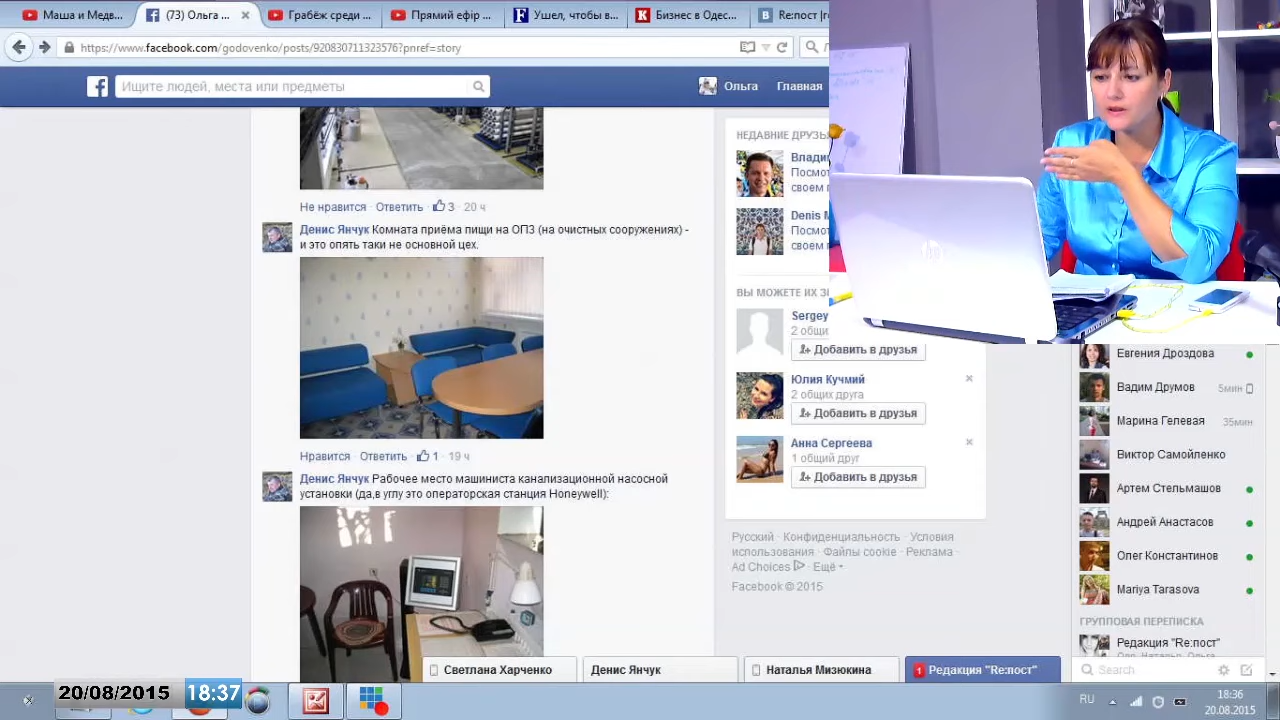 Маша и Медв...
(73) Ольга ...
Грабёж среди ...
Прямий ефір ...
Ушел, чтобы в...
Бизнес в Одес...
Re:пост |
https://www.facebook.com/godovenko/posts/920830711323576?pnref=story
Ищите людей, места или предметы
Ольга
Главная
Не нравится · Ответить · 3 · 20 ч
Денис Янчук Комната приёма пищи на ОПЗ (на очистных сооружениях) -
и это опять таки не основной цех.
Нравится · Ответить · 1 · 19 ч
Денис Янчук Рабочее место машиниста канализационной насосной
установки (да,в углу это операторская станция Honeywell):
НЕДАВНИЕ ДРУЗЬ
Влади
Посмот
своем г
Denis M
Посмот
своем г
ВЫ МОЖЕТЕ ИХ З
Sergey
2 общи
Добавить в друзья
Юлия Кучмий
2 общих друга
Добавить в друзья
Анна Сергеева
1 общий друг
Добавить в друзья
Русский · Конфиденциальность · Условия
использования · Файлы cookie · Реклама ·
Ad Choices · Ещё
Facebook © 2015
Евгения Дроздова
Вадим Друмов 5мин
Марина Гелевая 35мин
Виктор Самойленко
Артем Стельмашов
Андрей Анастасов
Олег Константинов
Mariya Tarasova
ГРУППОВАЯ ПЕРЕПИСКА
Редакция "Re:пост"
Светлана Харченко
Денис Янчук
Наталья Мизюкина
1 Редакция "Re:пост"
Search
20/08/2015 18:37
RU
18:36
20.08.2015